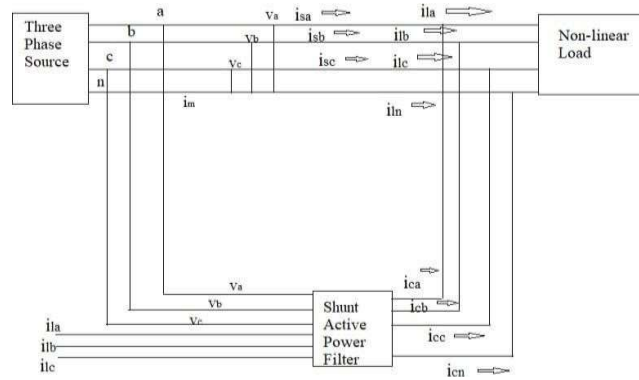 Three
Phase
Source
a
b
c
n
va
vb
vc
isa
isb
isc
im
ila
ilb
ilc
iln
Non-linear
Load
va
vb
vc
ila
ilb
ilc
Shunt
Active
Power
Filter
ica
icb
icc
icn